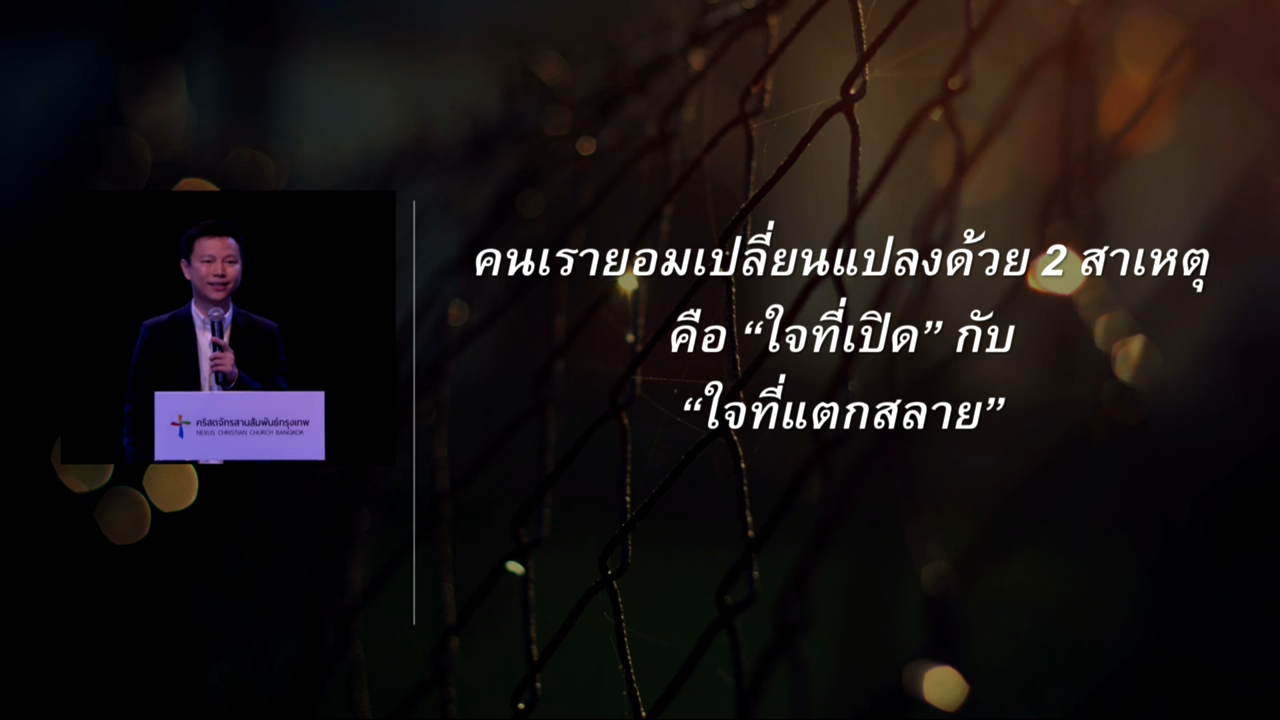 คริสตจักรสานสัมพันธ์กรุงเทพ
NEXUS CHRISTIAN CHURCH BANGKOK
คนเรายอมเปลี่ยนแปลงด้วย 2 สาเหตุ
คือ “ใจที่เปิด” กับ
“ใจที่แตกสลาย”